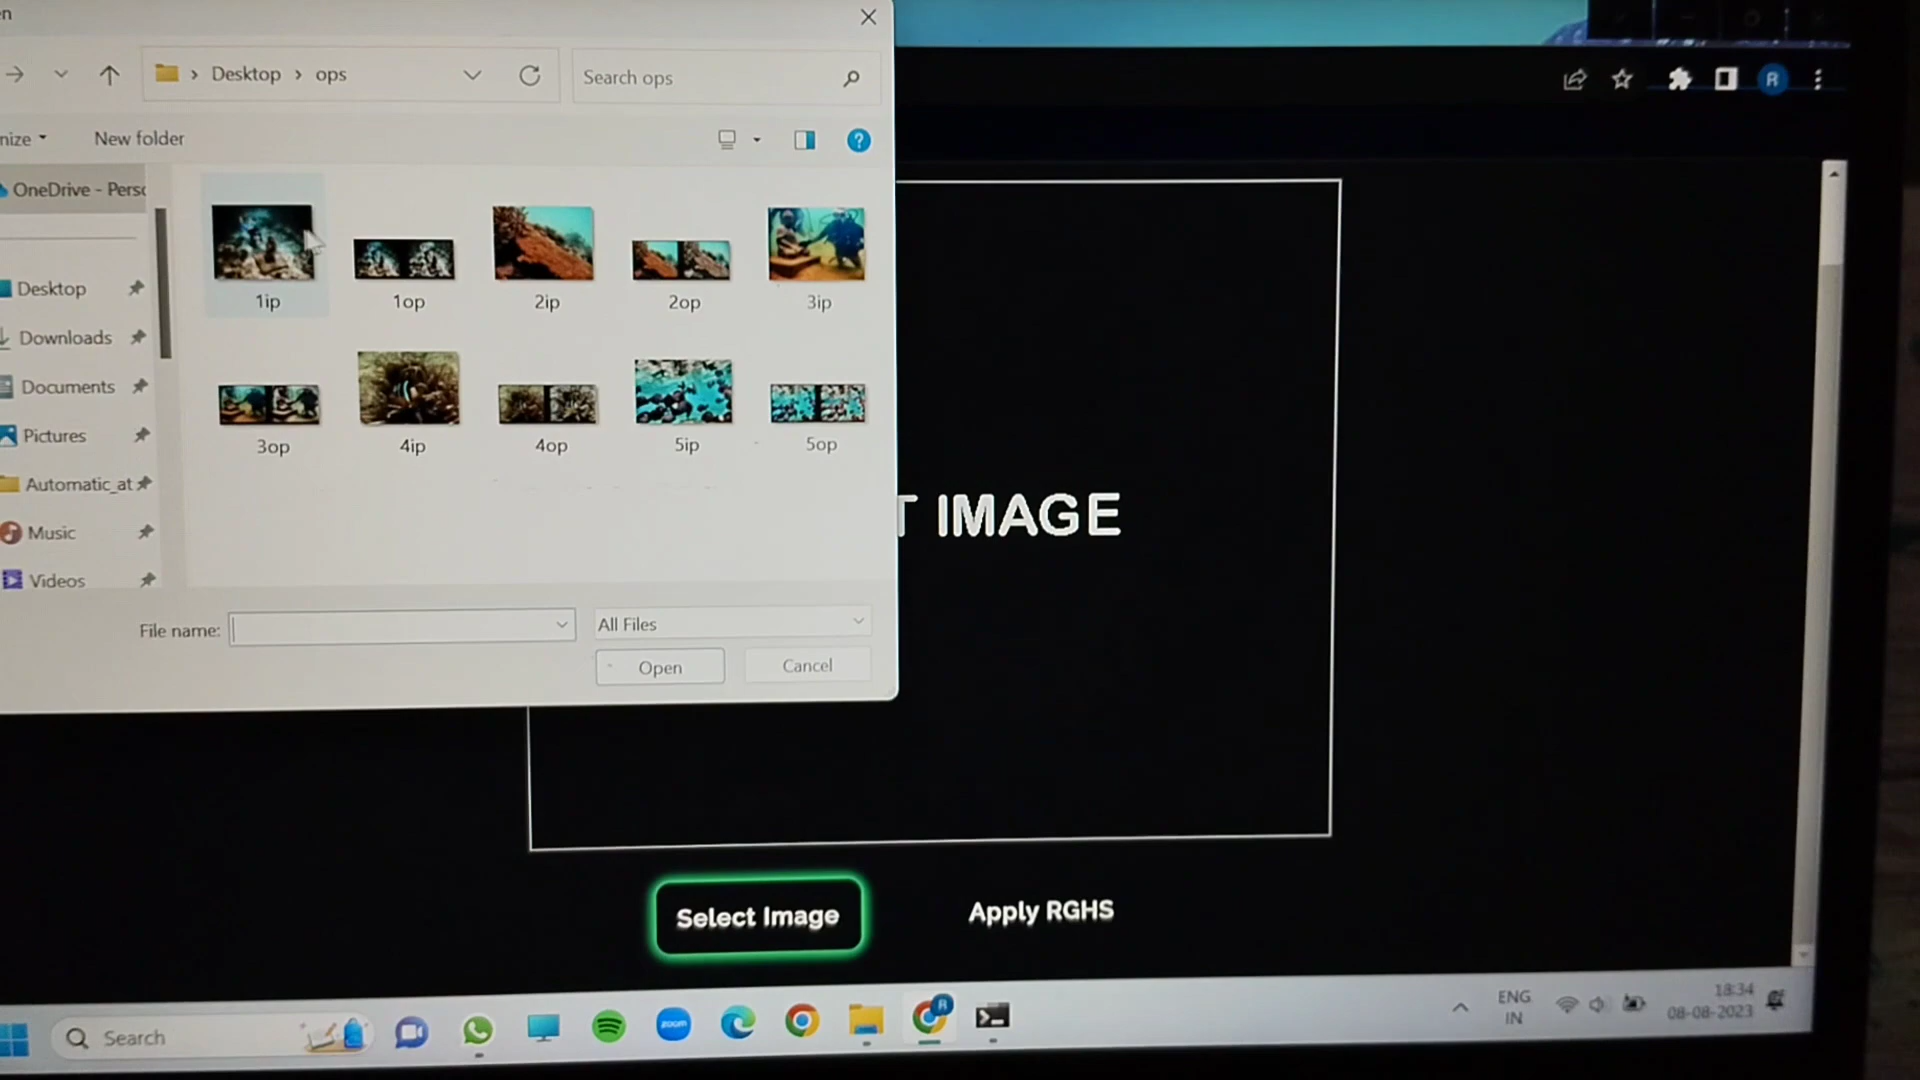 Desktop › ops
Search ops
New folder
OneDrive - Pers
Desktop
Downloads
Documents
Pictures
Automatic_at
Music
Videos
1ip
1op
2ip
2op
3ip
3op
4ip
4op
5ip
5op
File name:
All Files
Open
Cancel
R
T IMAGE
Select Image
Apply RGHS
Search
zoom
R
ENG
IN
18:34
08-08-2023